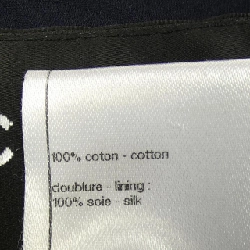 100% coton - cotton
doublure - lining :
100% soie - silk